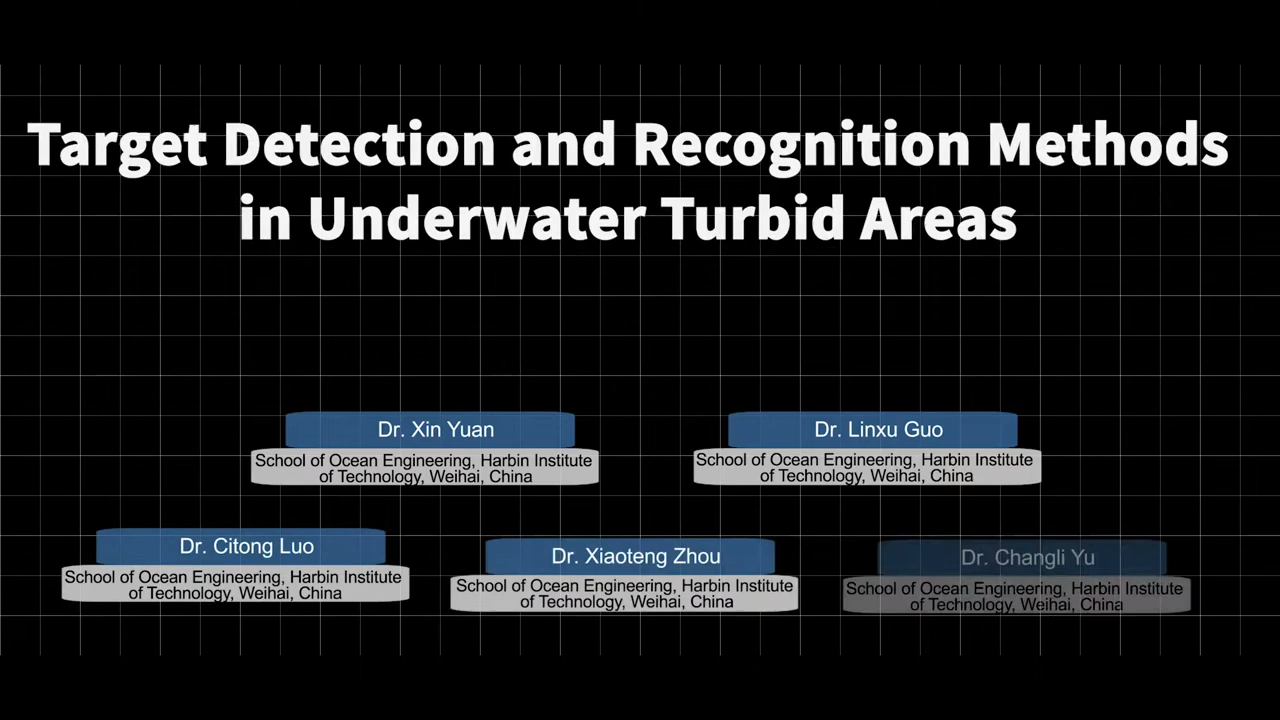 Target Detection and Recognition Methods
in Underwater Turbid Areas
Dr. Xin Yuan
School of Ocean Engineering, Harbin Institute
of Technology, Weihai, China
Dr. Linxu Guo
School of Ocean Engineering, Harbin Institute
of Technology, Weihai, China
Dr. Citong Luo
School of Ocean Engineering, Harbin Institute
of Technology, Weihai, China
Dr. Xiaoteng Zhou
School of Ocean Engineering, Harbin Institute
of Technology, Weihai, China
Dr. Changli Yu
School of Ocean Engineering, Harbin Institute
of Technology, Weihai, China